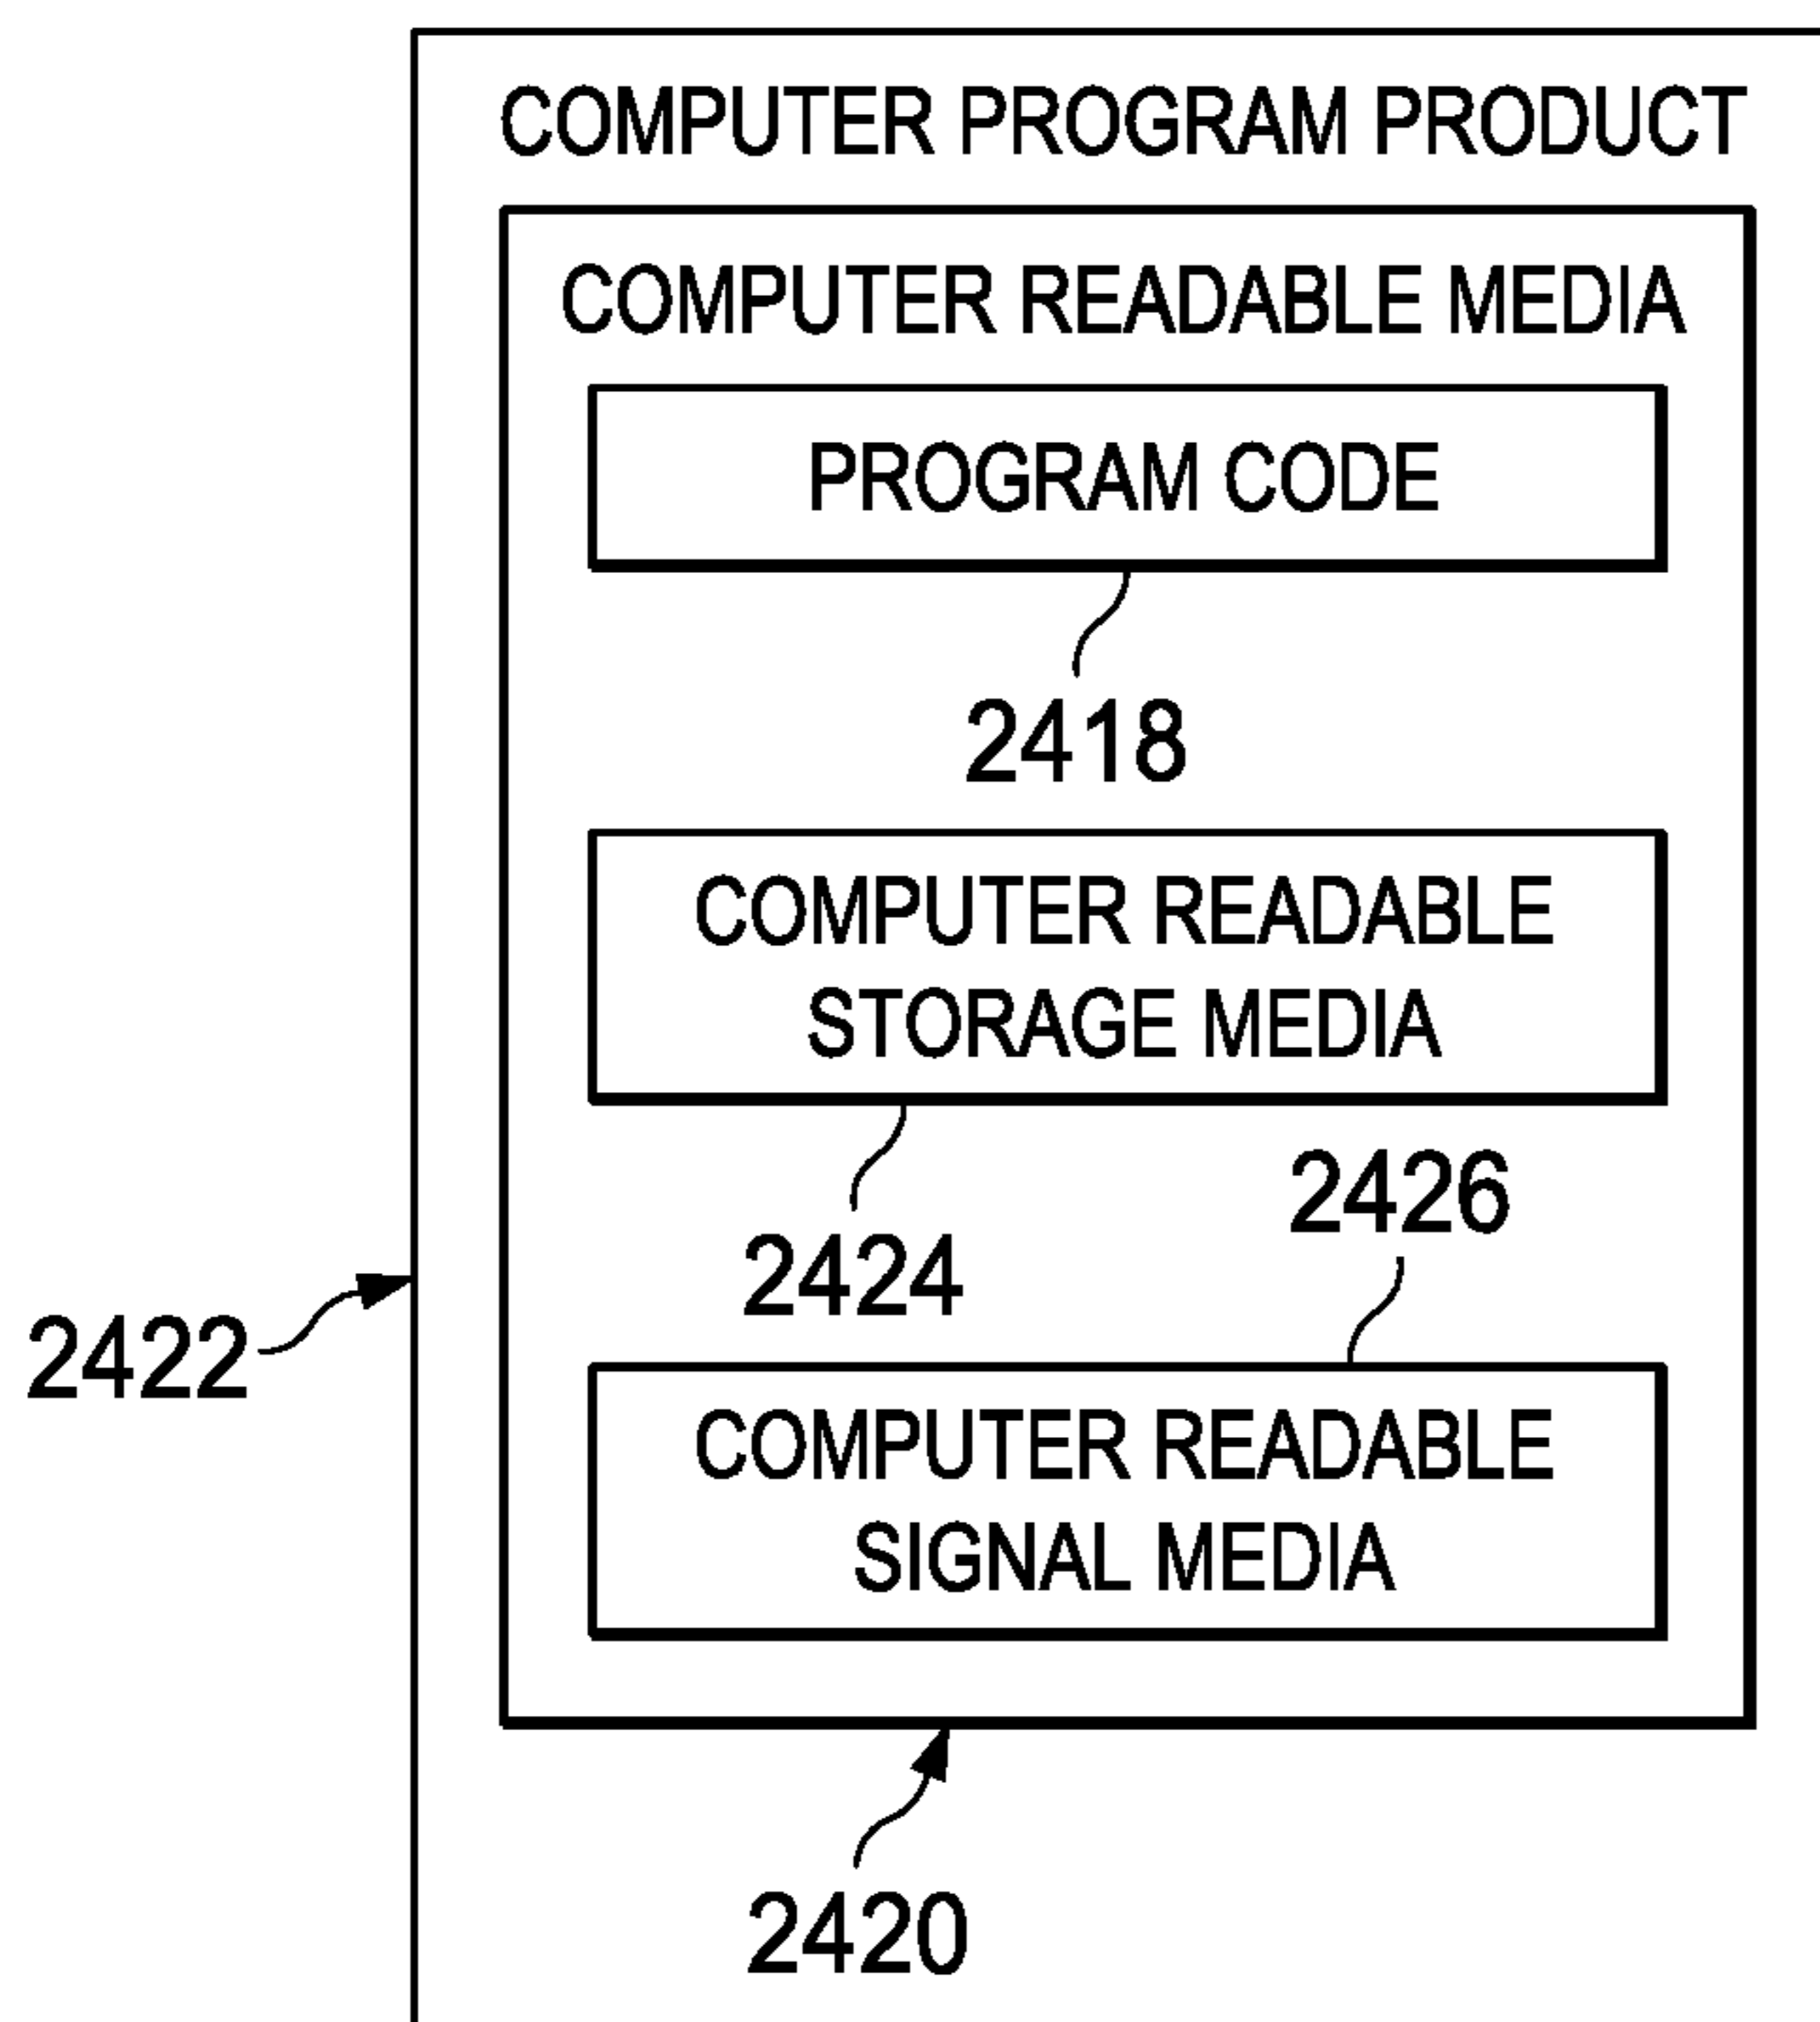 COMPUTER PROGRAM PRODUCT
COMPUTER READABLE MEDIA
PROGRAM CODE
2418
COMPUTER READABLE
STORAGE MEDIA
2426
2424
2422
COMPUTER READABLE
SIGNAL MEDIA
2420